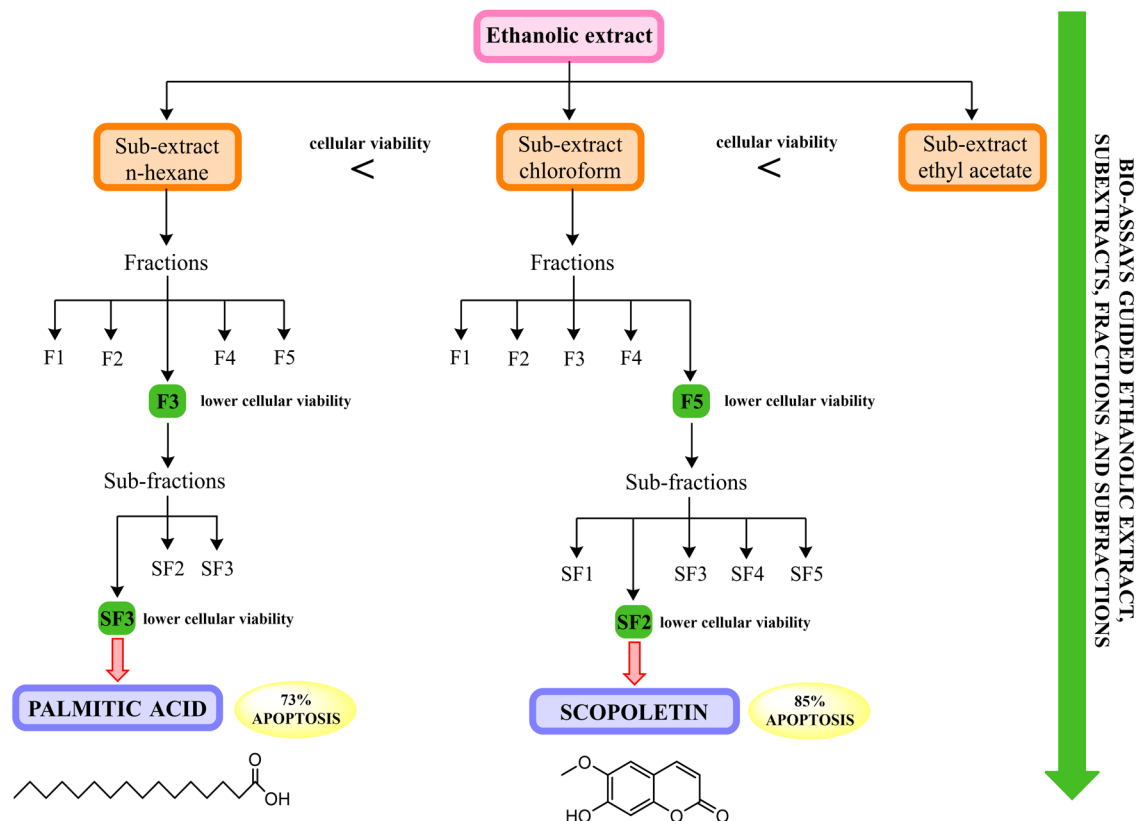 Ethanolic extract
Sub-extract
n-hexane
cellular viability
<
Sub-extract
chloroform
cellular viability
<
Sub-extract
ethyl acetate
Fractions
Fractions
F1
F2
F4
F5
F1
F2
F3
F4
F3
lower cellular viability
F5
lower cellular viability
Sub-fractions
Sub-fractions
SF2
SF3
SF1
SF3
SF4
SF5
SF3
lower cellular viability
SF2
lower cellular viability
PALMITIC ACID
73%
APOPTOSIS
SCOPOLETIN
85%
APOPTOSIS
O
OH
O
HO
O
O
BIO-ASSAYS GUIDED ETHANOLIC EXTRACT,
SUBEXTRACTS, FRACTIONS AND SUBFRACTIONS